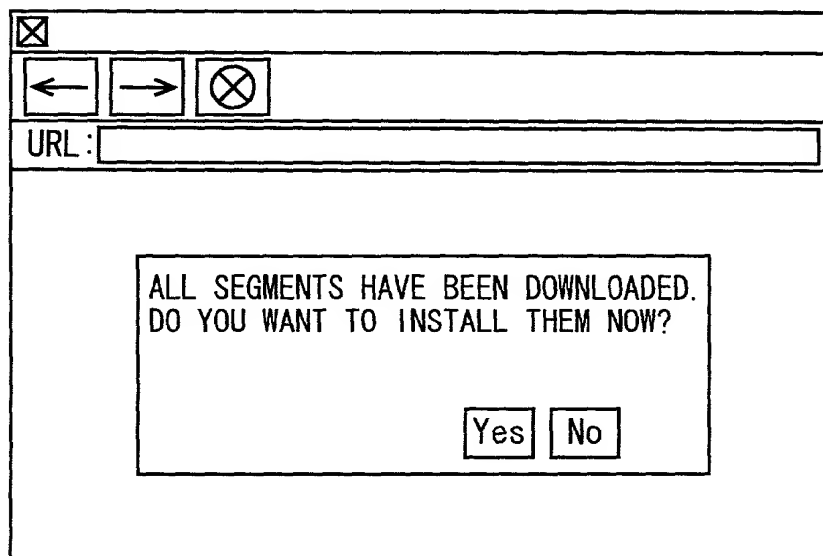 URL:
ALL SEGMENTS HAVE BEEN DOWNLOADED.
DO YOU WANT TO INSTALL THEM NOW?
Yes No